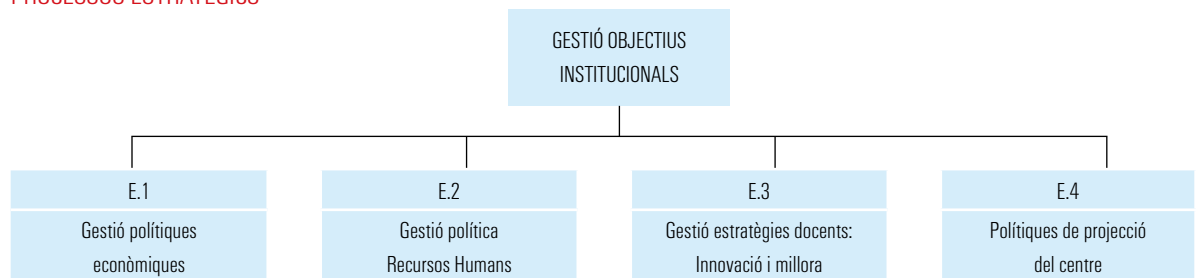 PROCESSOS ESTRATÈGICS
GESTIÓ OBJECTIUS
INSTITUCIONALS
E.1
E.2
E.3
E.4
Gestió polítiques
econòmiques
Gestió política
Recursos Humans
Gestió estratègies docents:
Innovació i millora
Polítiques de projecció
del centre